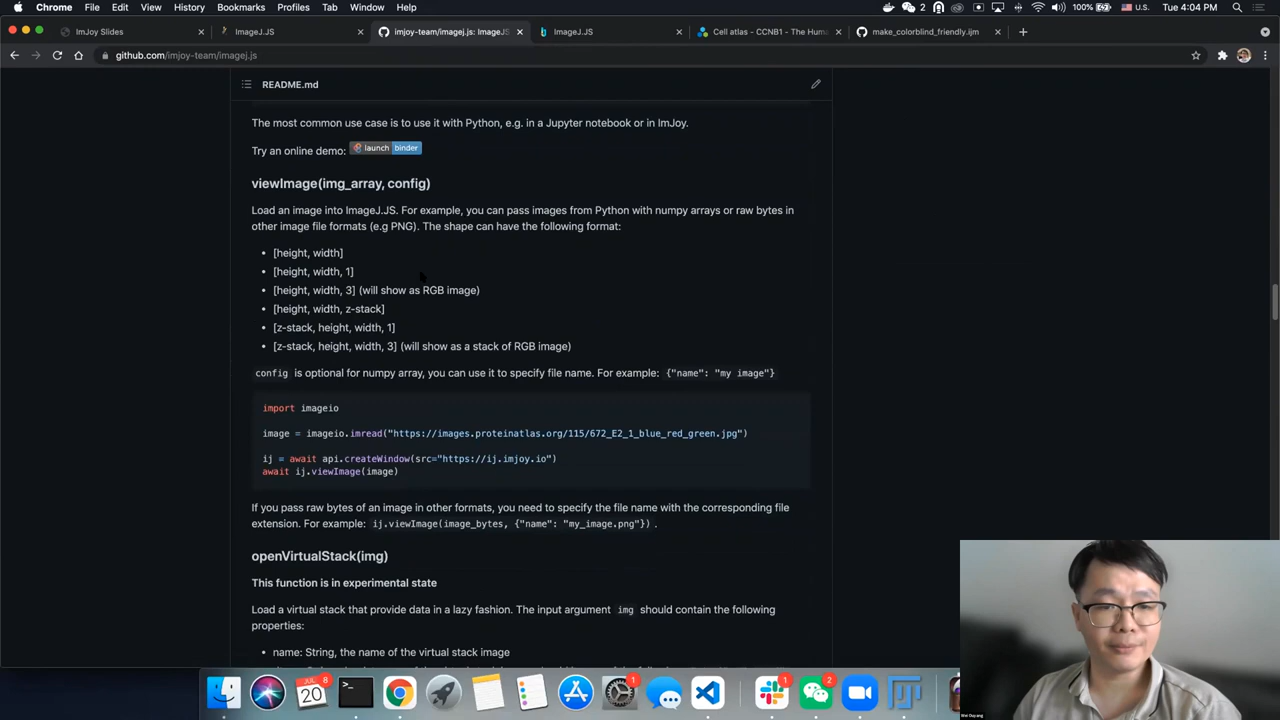 Chrome File Edit View History Bookmarks Profiles Tab Window Help 2 100% U.S. Tue 4:04 PM
ImJoy Slides ImageJ.JS imjoy-team/imagej.js: ImageJS ImageJ.JS Cell atlas - CCNB1 - The Huma make_colorblind_friendly.ijm
github.com/imjoy-team/imagej.js
README.md
The most common use case is to use it with Python, e.g. in a Jupyter notebook or in ImJoy.
Try an online demo: launch binder
viewImage(img_array, config)
Load an image into ImageJ.JS. For example, you can pass images from Python with numpy arrays or raw bytes in
other image file formats (e.g PNG). The shape can have the following format:
• [height, width]
• [height, width, 1]
• [height, width, 3] (will show as RGB image)
• [height, width, z-stack]
• [z-stack, height, width, 1]
• [z-stack, height, width, 3] (will show as a stack of RGB image)
config is optional for numpy array, you can use it to specify file name. For example: {"name": "my image"}
import imageio
image = imageio.imread("https://images.proteinatlas.org/115/672_E2_1_blue_red_green.jpg")
ij = await api.createWindow(src="https://ij.imjoy.io")
await ij.viewImage(image)
If you pass raw bytes of an image in other formats, you need to specify the file name with the corresponding file
extension. For example: ij.viewImage(image_bytes, {"name": "my_image.png"}) .
openVirtualStack(img)
This function is in experimental state
Load a virtual stack that provide data in a lazy fashion. The input argument img should contain the following
properties:
• name: String, the name of the virtual stack image
JUL 8
20
1
1
2
Wei Ouyang